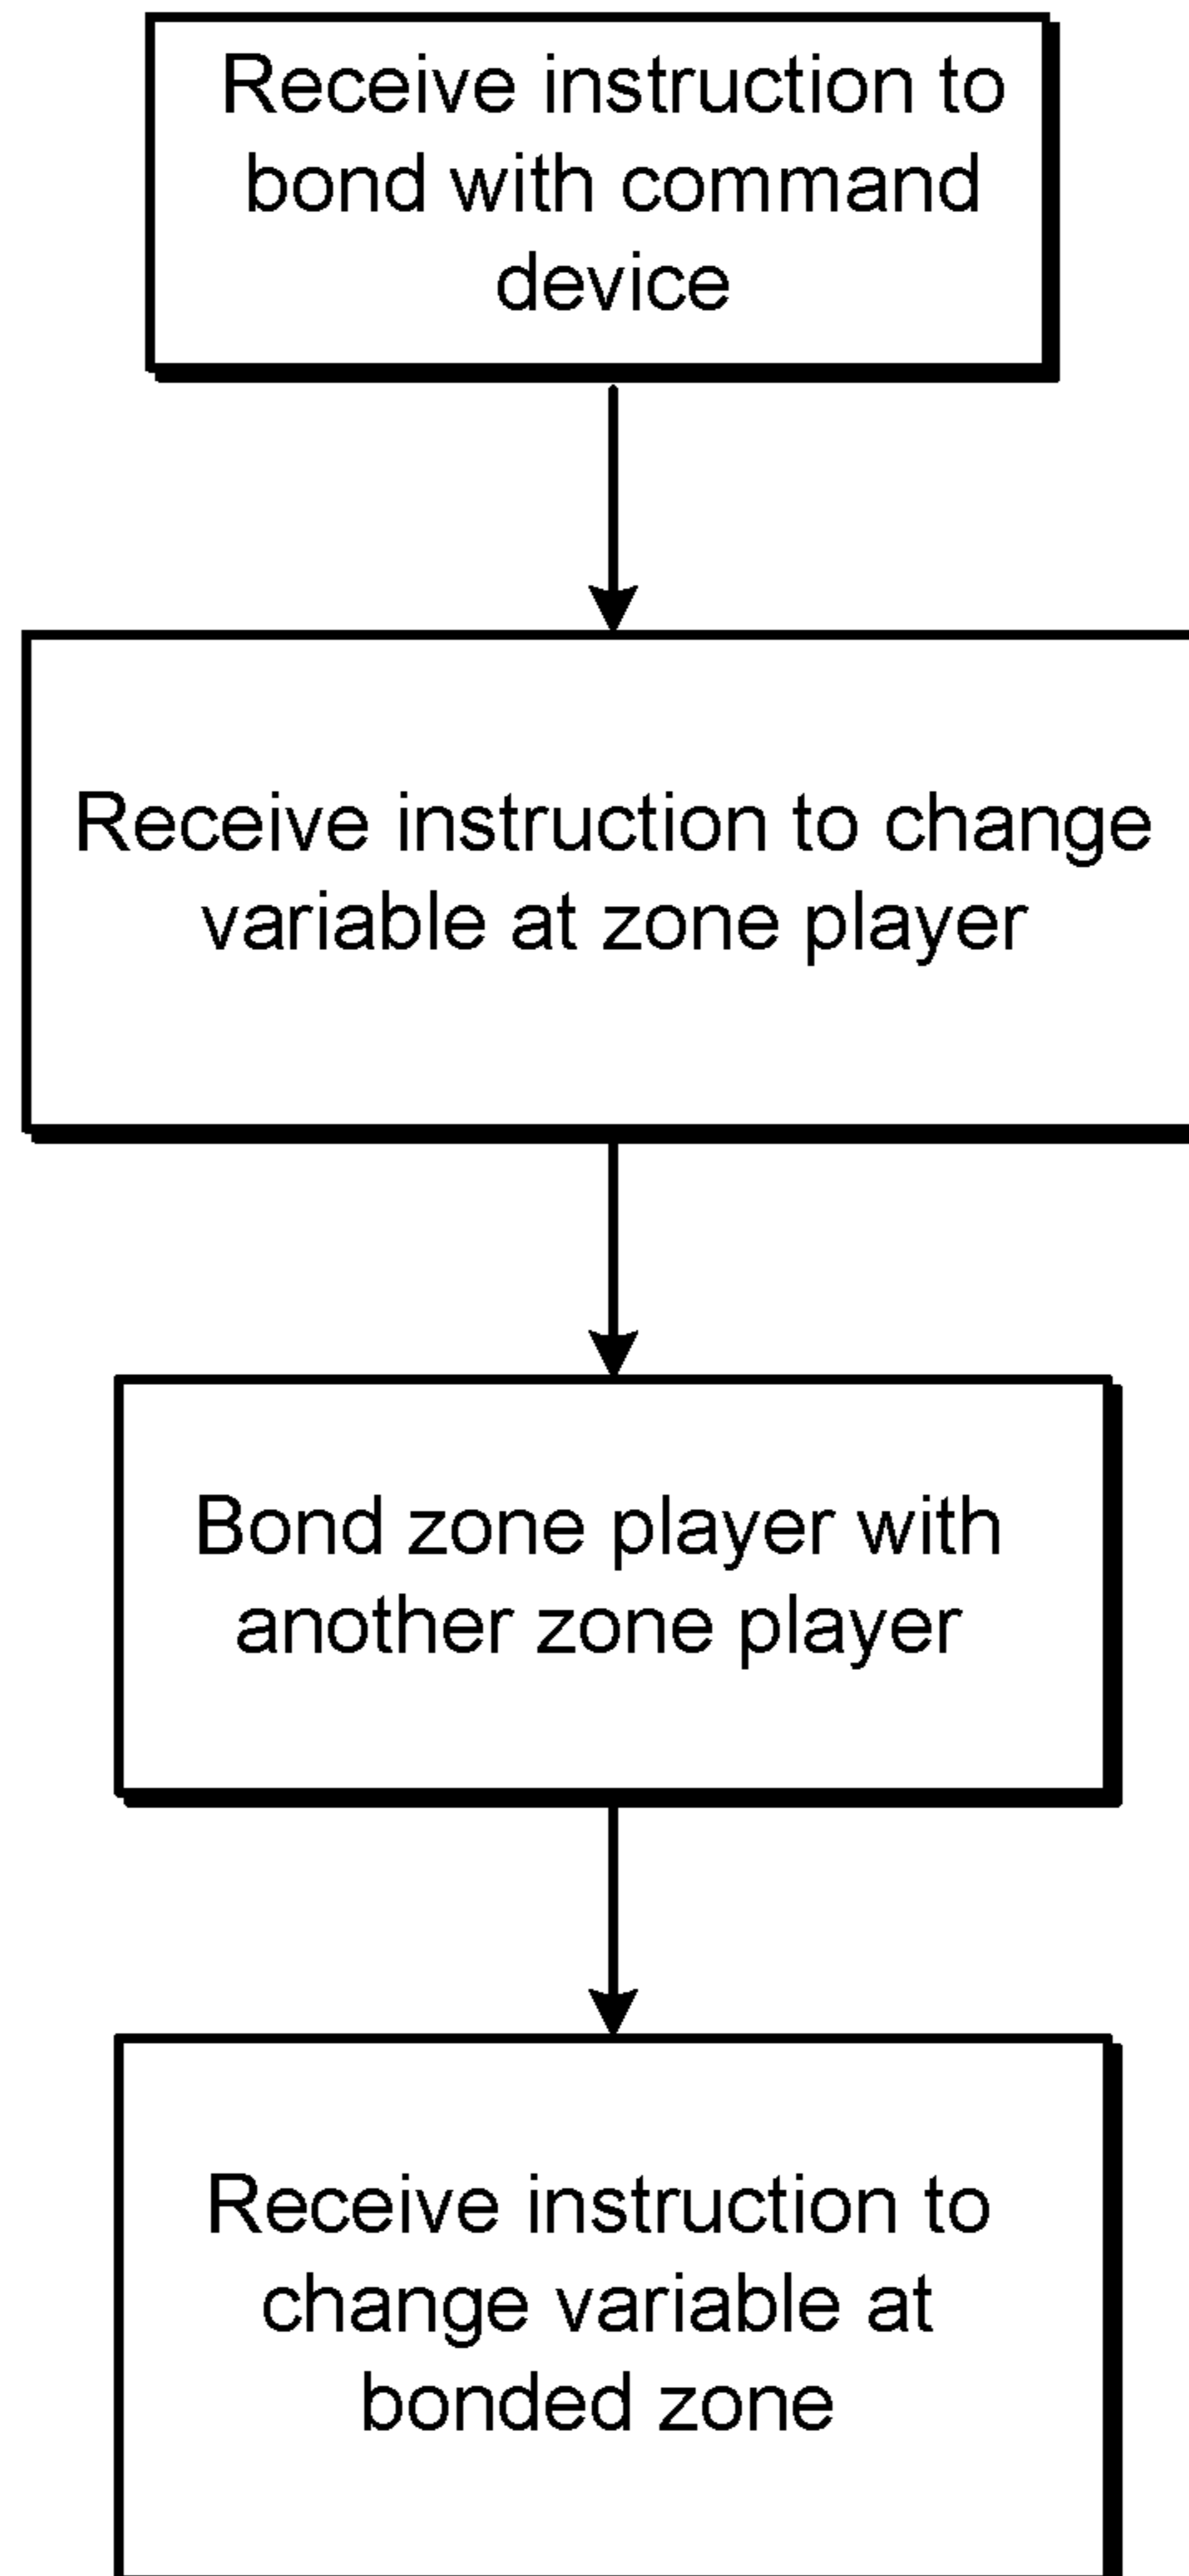 Receive instruction to
bond with command
device
Receive instruction to change
variable at zone player
Bond zone player with
another zone player
Receive instruction to
change variable at
bonded zone